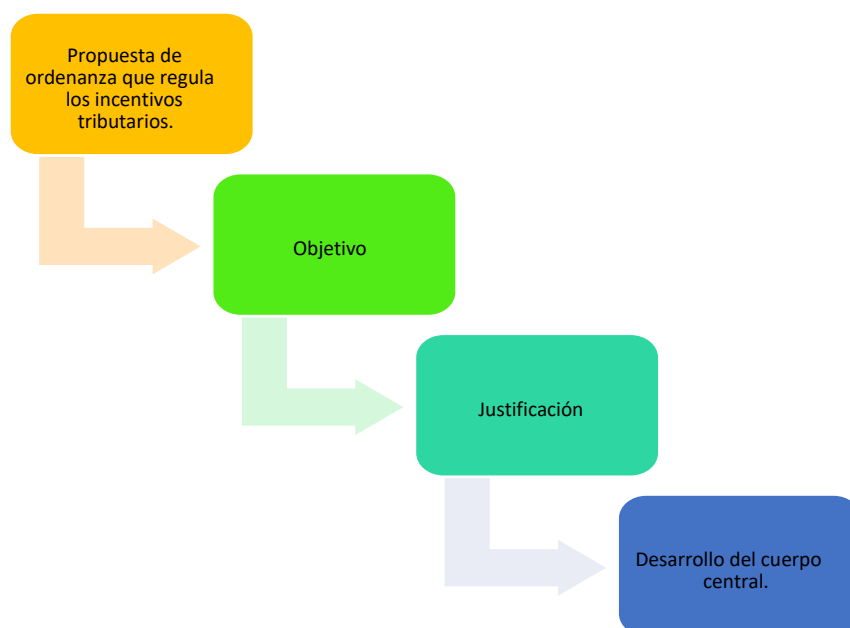 Propuesta de
ordenanza que regula
los incentivos
tributarios.
Objetivo
Justificación
Desarrollo del cuerpo
central.